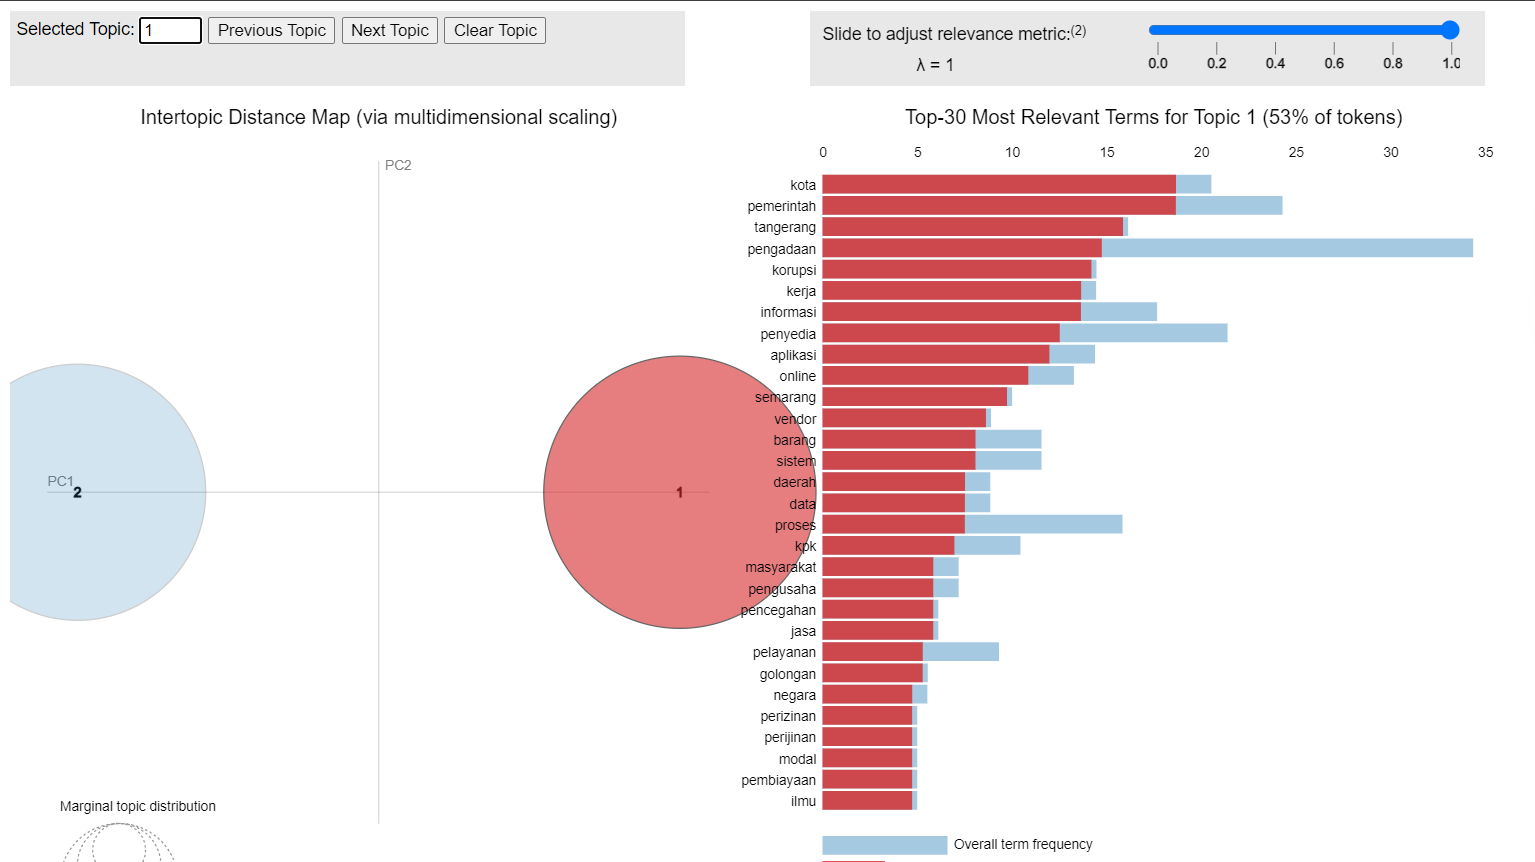 Selected Topic: 1 Previous Topic Next Topic Clear Topic
Slide to adjust relevance metric:(2)
λ = 1
0.0 0.2 0.4 0.6 0.8 1.0
Intertopic Distance Map (via multidimensional scaling)
PC2
PC1
2
1
Marginal topic distribution
Top-30 Most Relevant Terms for Topic 1 (53% of tokens)
0 5 10 15 20 25 30 35
kota
pemerintah
tangerang
pengadaan
korupsi
kerja
informasi
penyedia
aplikasi
online
semarang
vendor
barang
sistem
daerah
data
proses
kpk
masyarakat
pengusaha
pencegahan
jasa
pelayanan
golongan
negara
perizinan
perijinan
modal
pembiayaan
ilmu
Overall term frequency